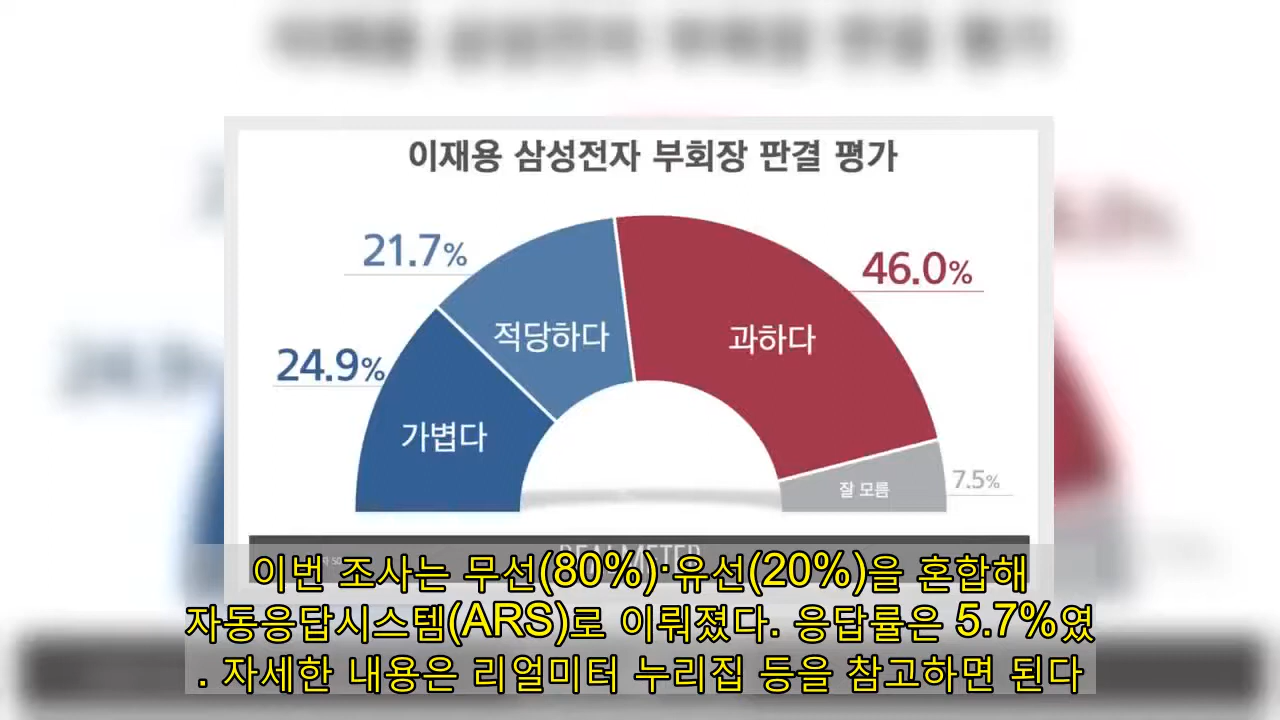 이재용 삼성전자 부회장 판결 평가
21.7%
46.0%
적당하다
과하다
24.9%
가볍다
7.5%
잘 모름
이번 조사는 무선(80%)·유선(20%)을 혼합해
자동응답시스템(ARS)로 이뤄졌다. 응답률은 5.7%였
. 자세한 내용은 리얼미터 누리집 등을 참고하면 된다